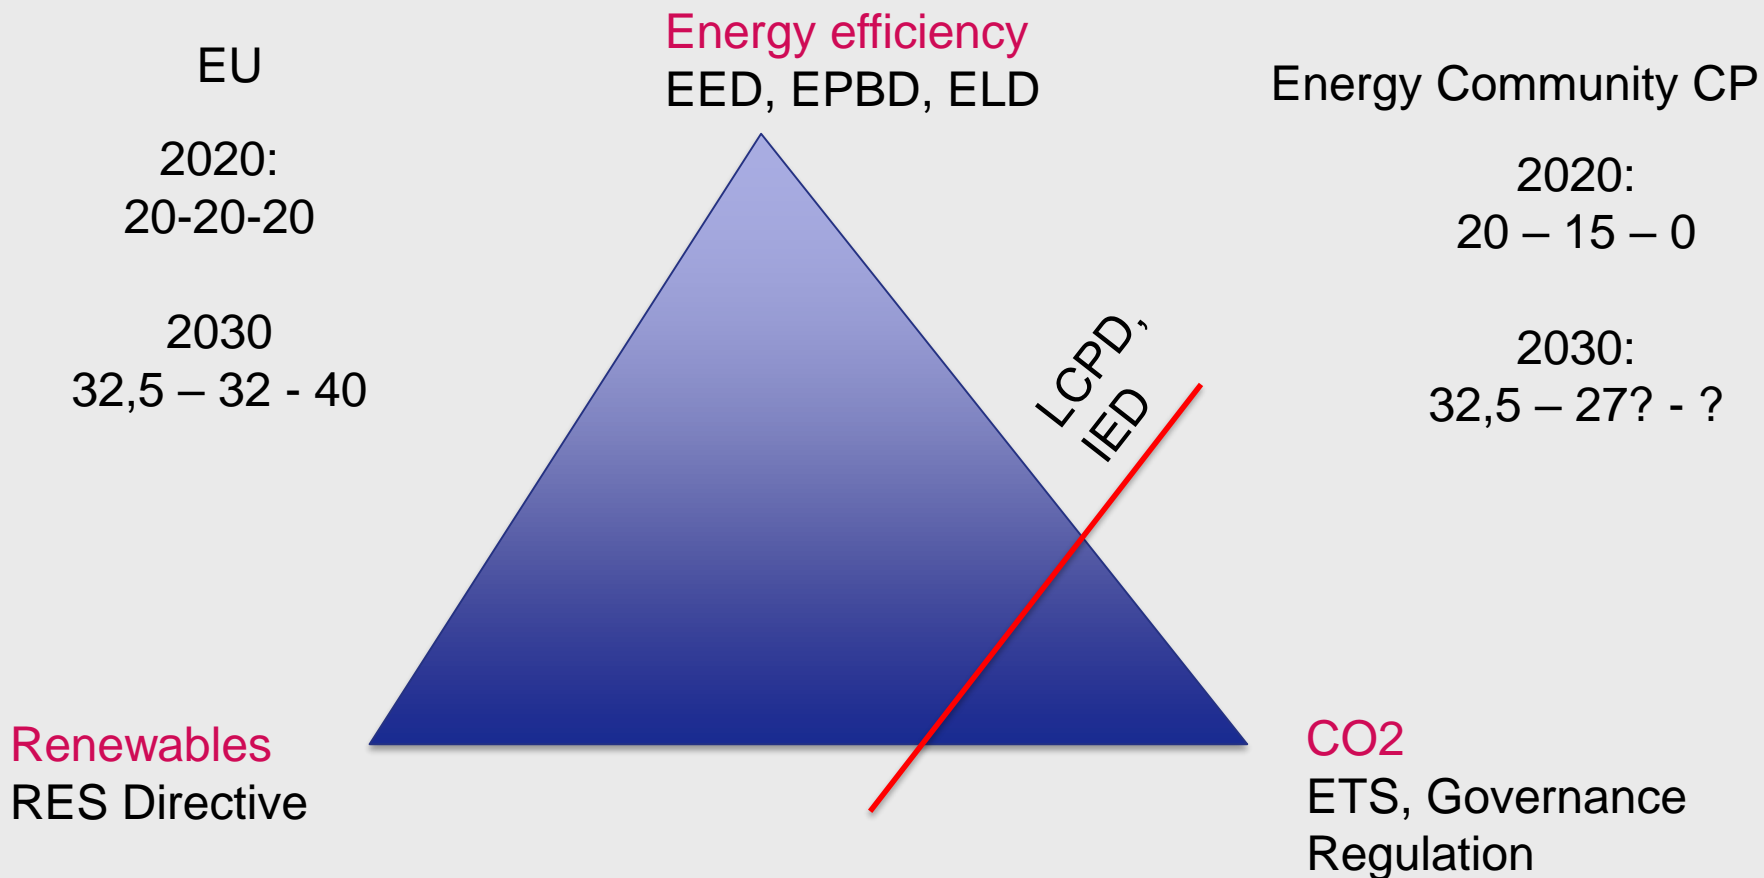 EU
2020:
20-20-20
2030
32,5 – 32 - 40
Energy efficiency
EED, EPBD, ELD
Energy Community CP
2020:
20 – 15 – 0
2030:
32,5 – 27? - ?
LCPD,
IED
Renewables
RES Directive
CO2
ETS, Governance
Regulation